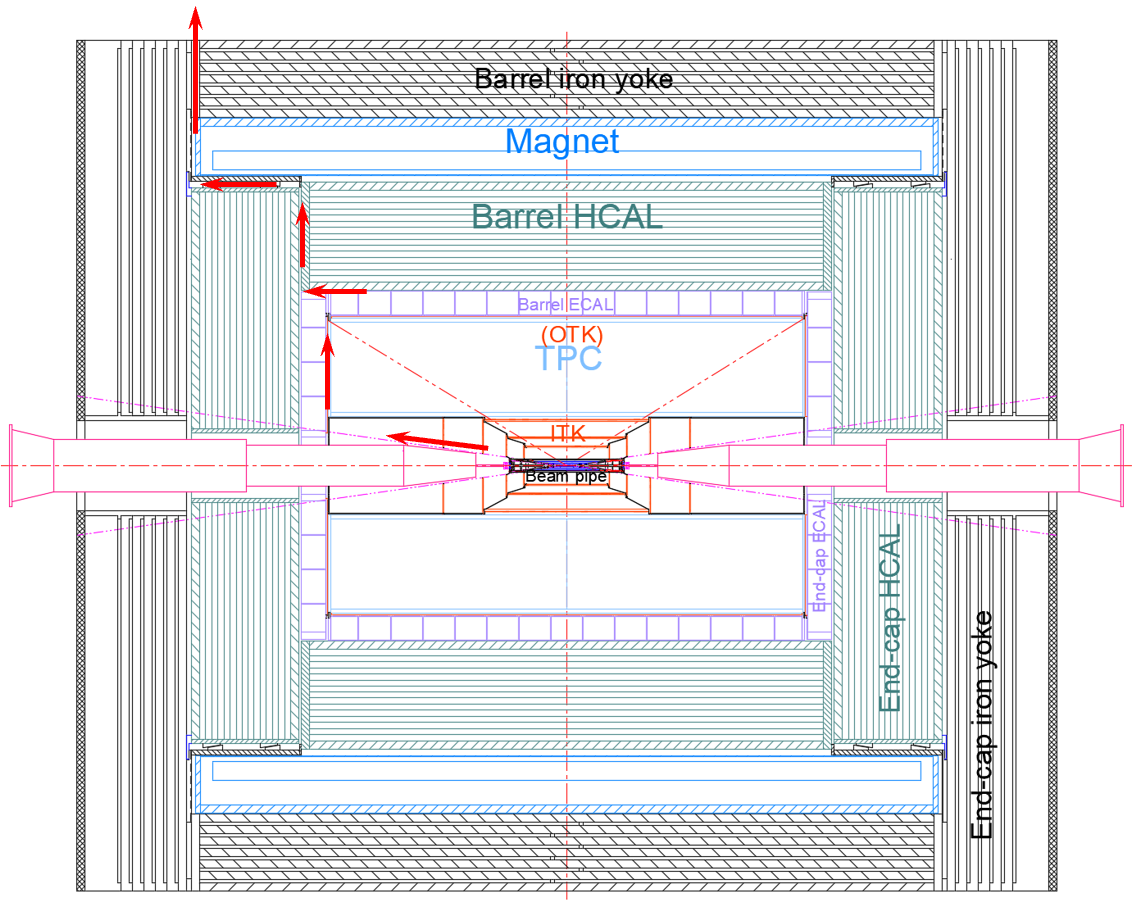 Barrel iron yoke
Magnet
Barrel HCAL
Barrel ECAL
(OTK)
TPC
ITK
Beam pipe
End-cap ECAL
End-cap HCAL
End-cap iron yoke